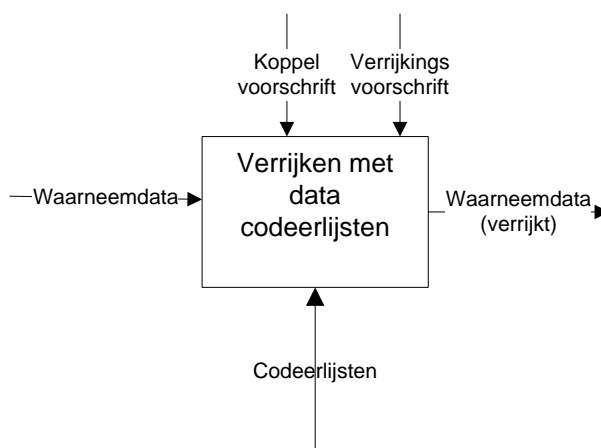 Koppel
voorschrift
Verrijkings
voorschrift
Verrijken met
data
codeerlijsten
Waarneemdata
Waarneemdata
(verrijkt)
Codeerlijsten